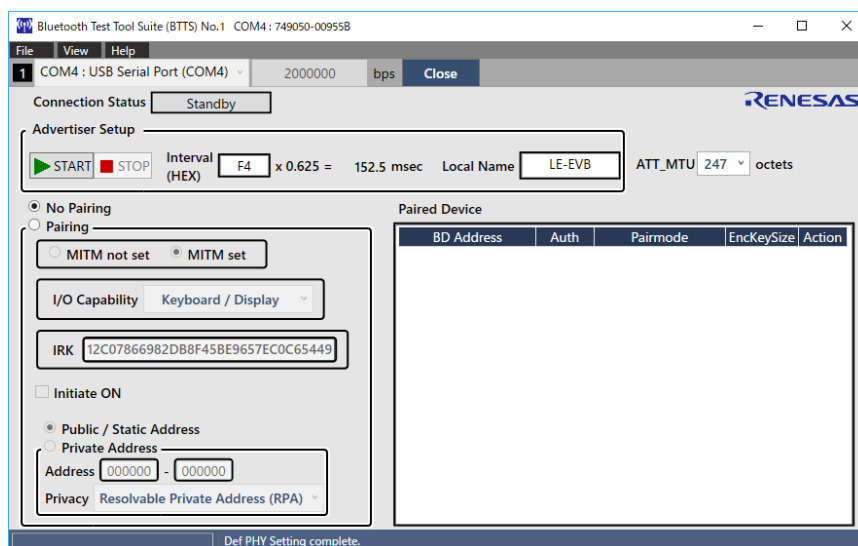 Bluetooth Test Tool Suite (BTTS) No.1 COM4 : 749050-00955B
File View Help
1 COM4 : USB Serial Port (COM4) 2000000 bps Close
Connection Status Standby RENESAS
Advertiser Setup
START STOP Interval (HEX) F4 x 0.625 = 152.5 msec Local Name LE-EVB ATT_MTU 247 octets
No Pairing
Paired Device
Pairing
BD Address Auth Pairmode EncKeySize Action
MITM not set MITM set
I/O Capability Keyboard / Display
IRK 12C07866982DB8F45BE9657EC0C65449
Initiate ON
Public / Static Address
Private Address
Address 000000 - 000000
Privacy Resolvable Private Address (RPA)
Def PHY Setting complete.